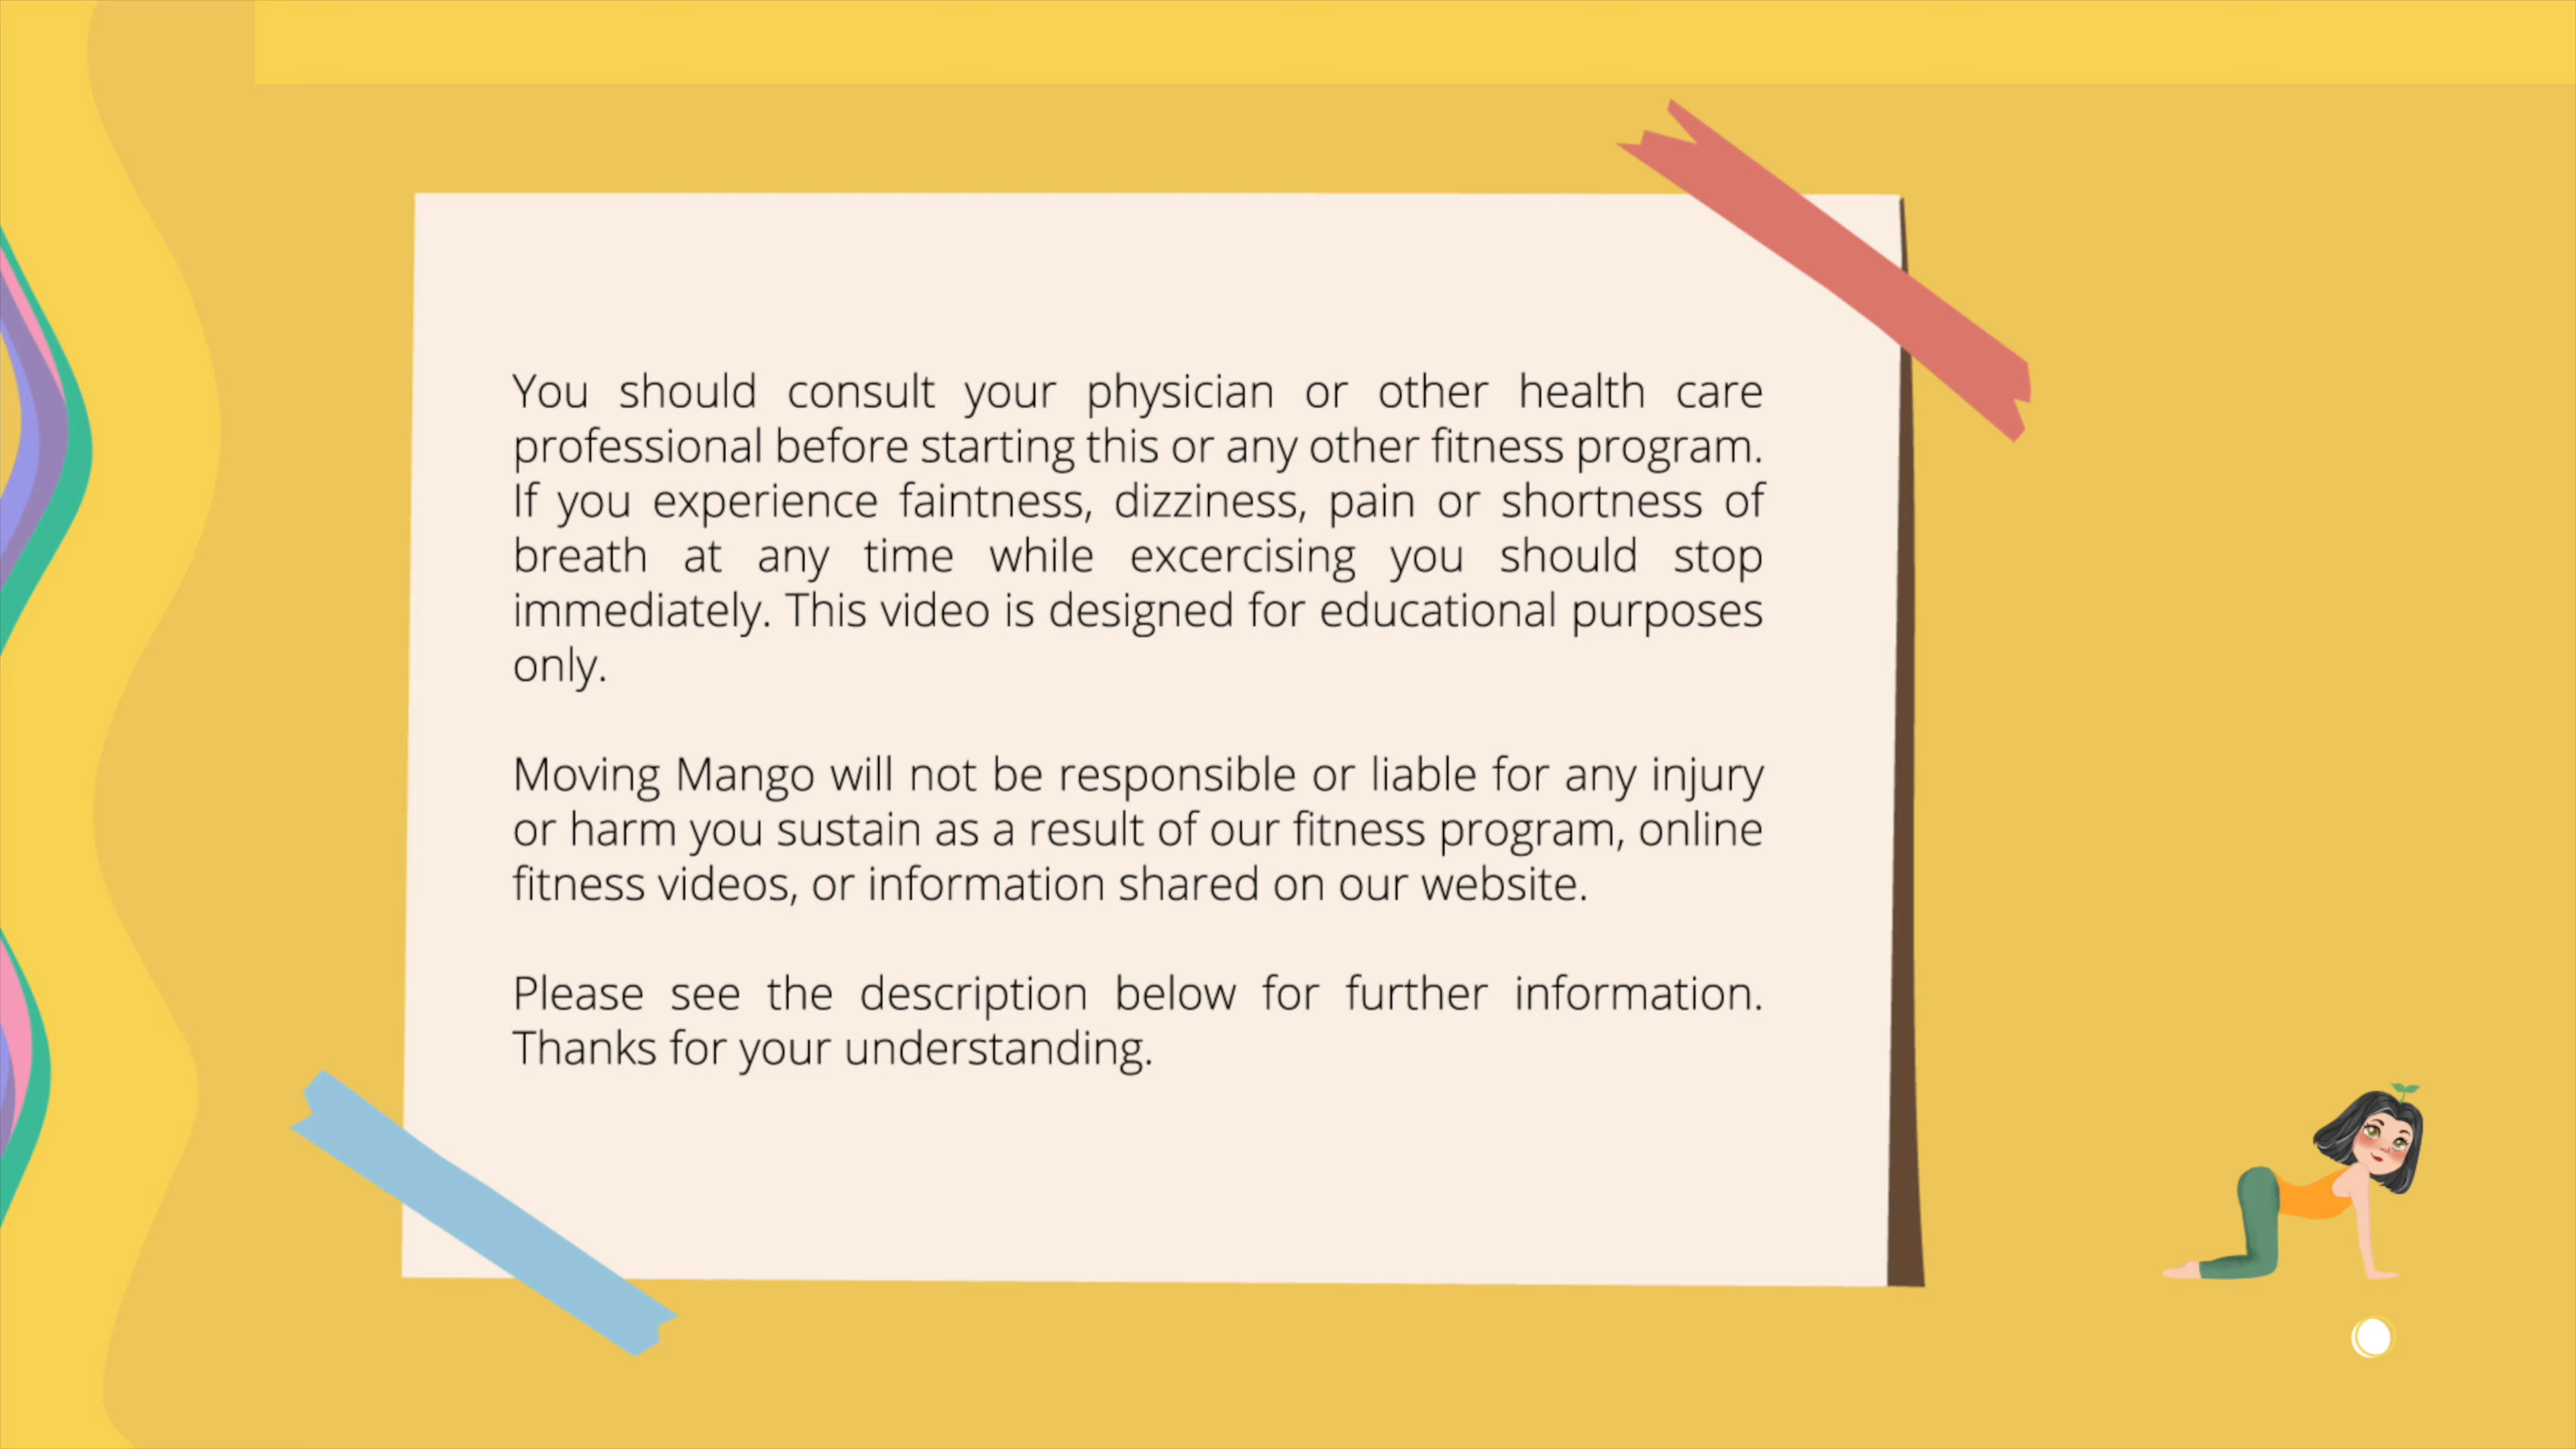 You should consult your physician or other health care
professional before starting this or any other fitness program.
If you experience faintness, dizziness, pain or shortness of
breath at any time while excercising you should stop
immediately. This video is designed for educational purposes
only.
Moving Mango will not be responsible or liable for any injury
or harm you sustain as a result of our fitness program, online
fitness videos, or information shared on our website.
Please see the description below for further information.
Thanks for your understanding.